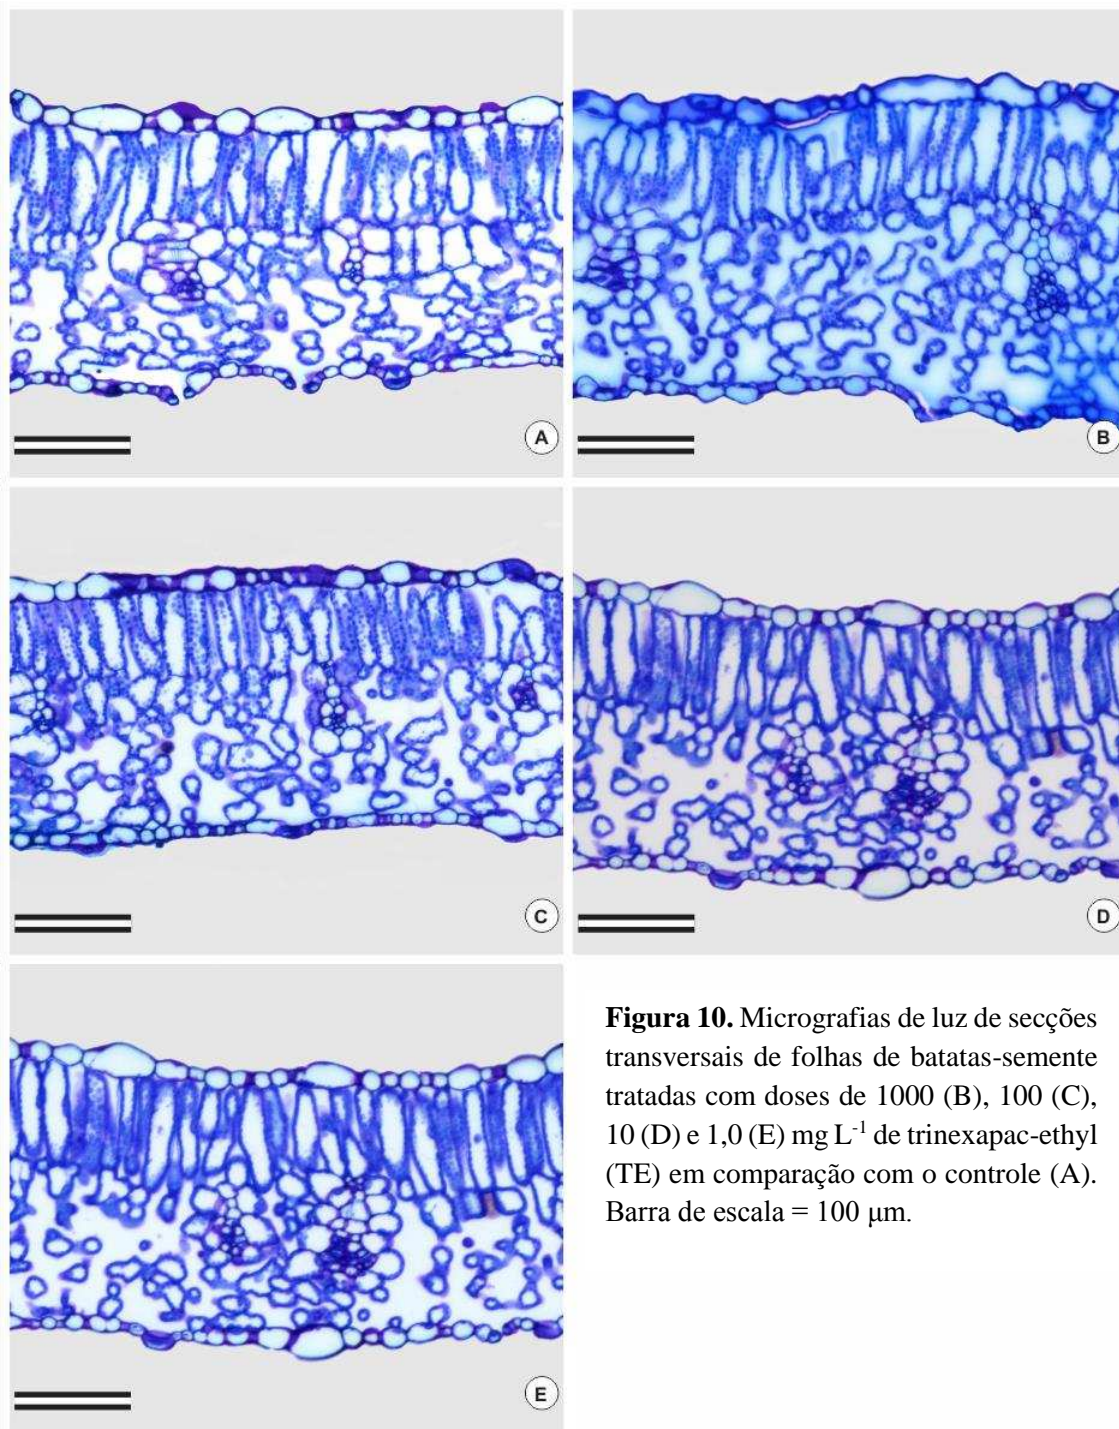 A
B
C
D
E
Figura 10. Micrografias de luz de secções
transversais de folhas de batatas-semente
tratadas com doses de 1000 (B), 100 (C),
10 (D) e 1,0 (E) mg L-1 de trinexapac-ethyl
(TE) em comparação com o controle (A).
Barra de escala = 100 μm.